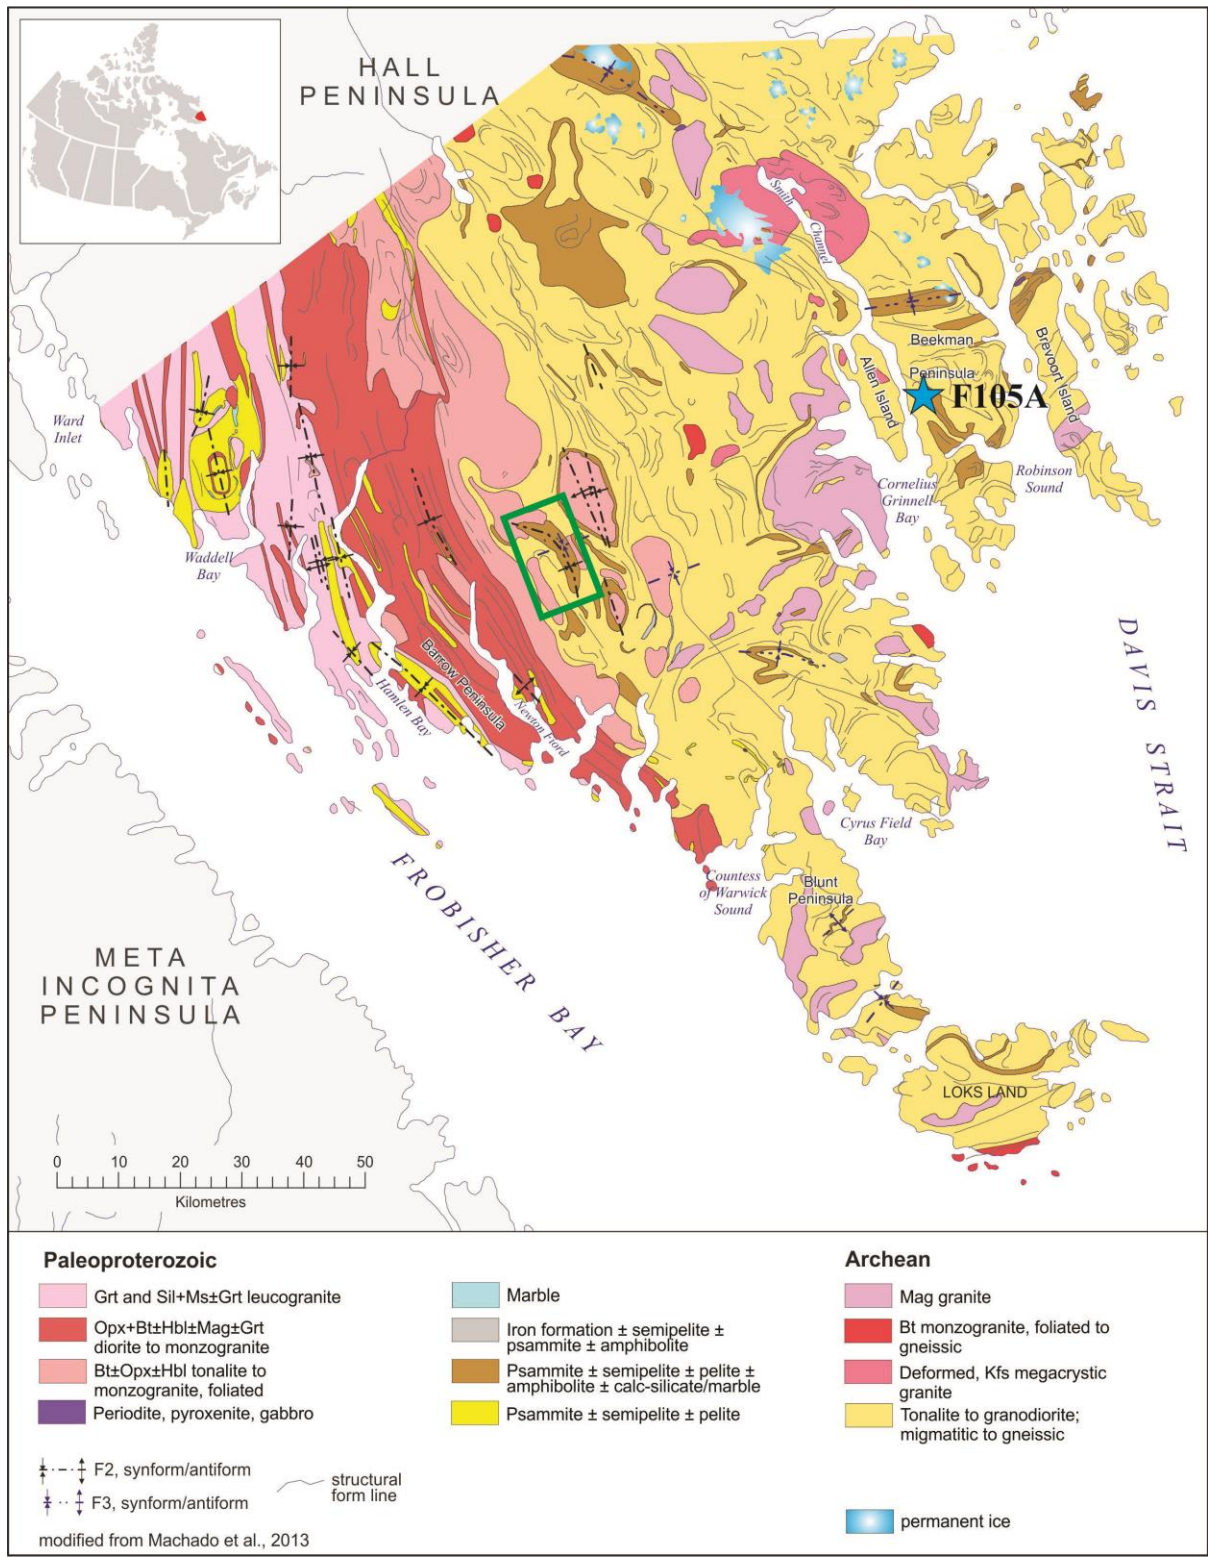 HALL
PENINSULA
Smith
Channel
Beekman
Peninsula
Brevoort Island
Allen Island
F105A
Ward
Inlet
Cornelius
Grinnell
Bay
Robinson
Sound
Waddell
Bay
Barrow Peninsula
Hamlen Bay
Newton Fiord
DAVIS STRAIT
Cyrus Field
Bay
Countess
of Warwick
Sound
Blunt
Peninsula
FROBISHER BAY
META
INCOGNITA
PENINSULA
LOKS LAND
0 10 20 30 40 50
Kilometres
Paleoproterozoic
Grt and Sil+Ms±Grt leucogranite
Opx+Bt±Hbl±Mag±Grt
diorite to monzogranite
Bt±Opx±Hbl tonalite to
monzogranite, foliated
Periodite, pyroxenite, gabbro
F2, synform/antiform
F3, synform/antiform
structural
form line
modified from Machado et al., 2013
Marble
Iron formation ± semipelite ±
psammite ± amphibolite
Psammite ± semipelite ± pelite ±
amphibolite ± calc-silicate/marble
Psammite ± semipelite ± pelite
Archean
Mag granite
Bt monzogranite, foliated to
gneissic
Deformed, Kfs megacrystic
granite
Tonalite to granodiorite;
migmatitic to gneissic
permanent ice